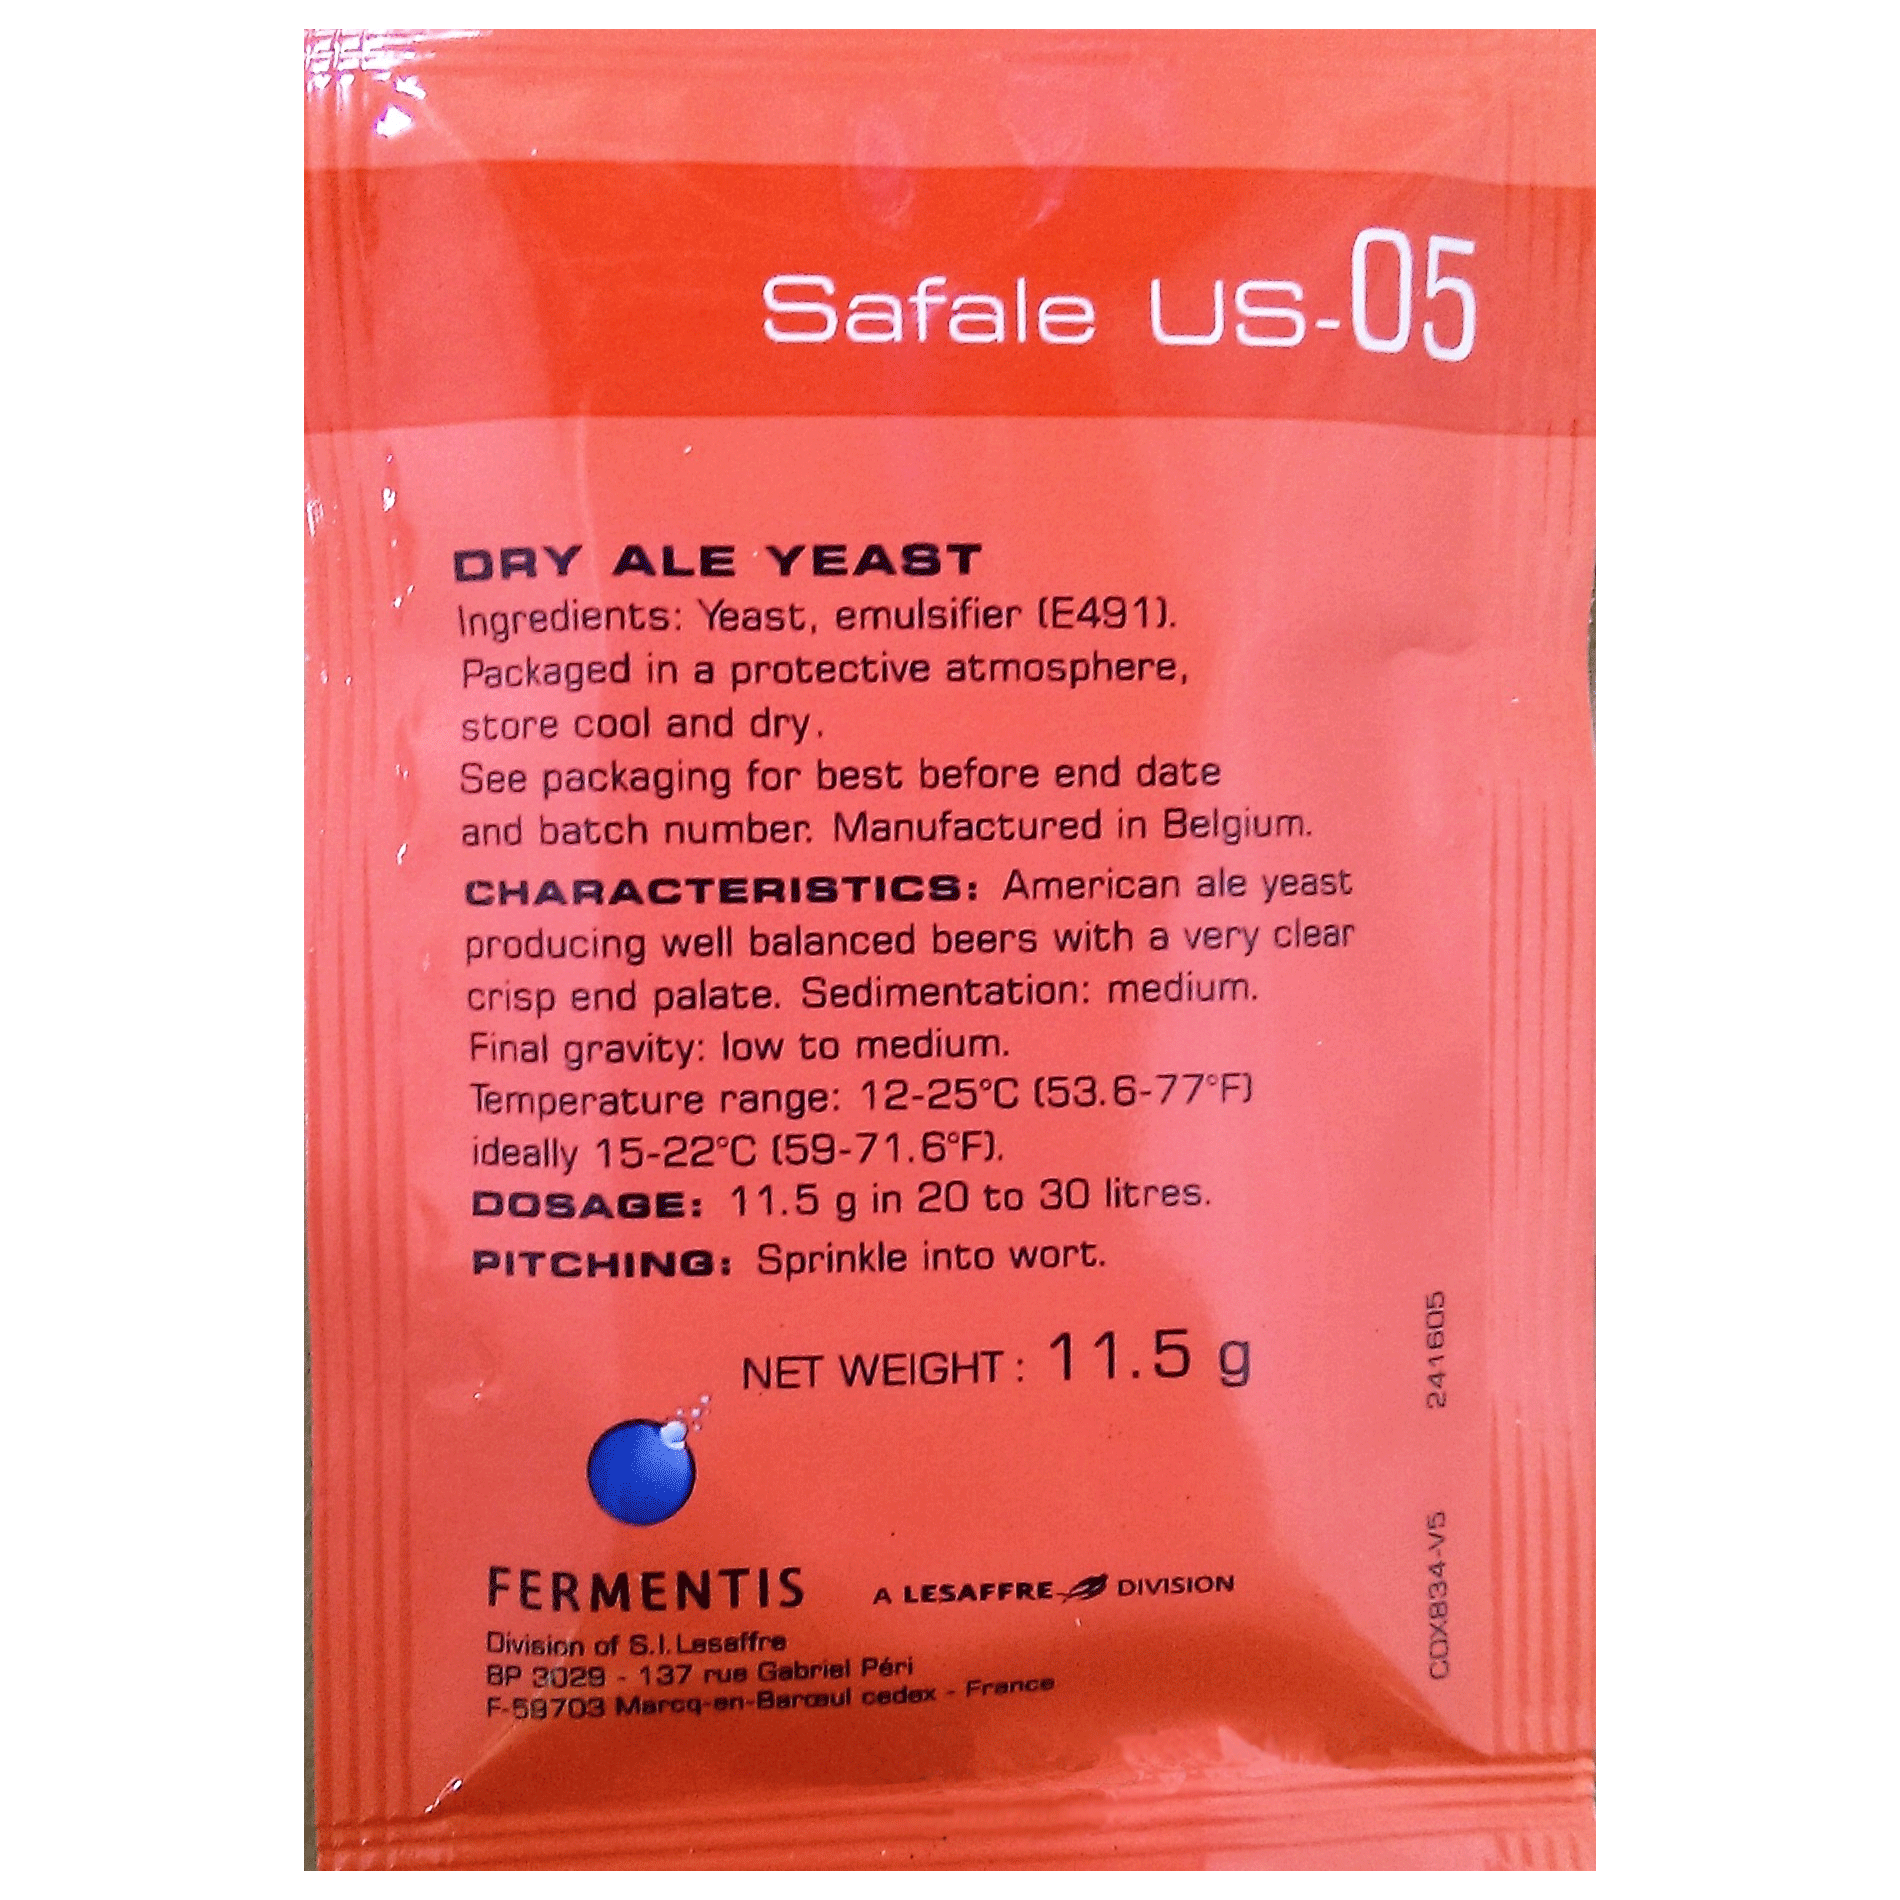 Safale US-05
DRY ALE YEAST
Ingredients: Yeast, emulsifier (E491).
Packaged in a protective atmosphere,
store cool and dry.
See packaging for best before end date
and batch number. Manufactured in Belgium.
CHARACTERISTICS: American ale yeast
producing well balanced beers with a very clear
crisp end palate. Sedimentation: medium.
Final gravity: low to medium.
Temperature range: 12-25°C (53.6-77°F)
ideally 15-22°C (59-71.6°F).
DOSAGE: 11.5 g in 20 to 30 litres.
PITCHING: Sprinkle into wort.
NET WEIGHT : 11.5 g
FERMENTIS
A LESAFFRE DIVISION
Division of S.I. Lesaffre
BP 3029 - 137 rue Gabriel Péri
F-59703 Marcq-en-Barœul cedex - France
COX834-V5 241605